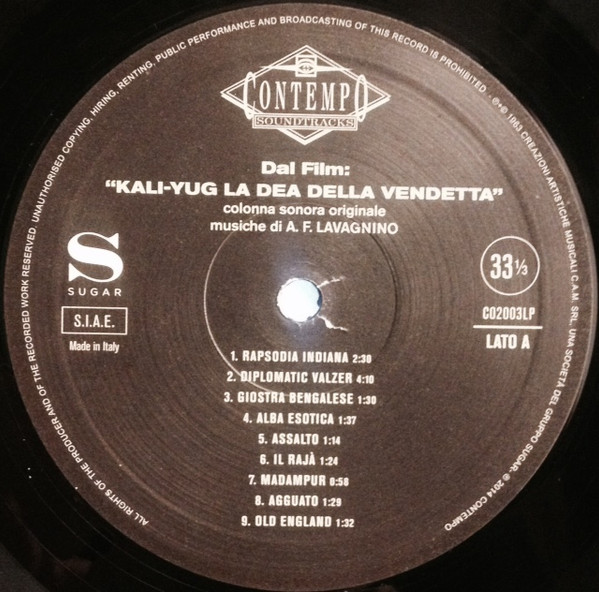 ALL RIGHTS OF THE PRODUCER AND OF THE RECORDED WORK RESERVED. UNAUTHORISED COPYING, HIRING, RENTING, PUBLIC PERFORMANCE AND BROADCASTING OF THIS RECORD IS PROHIBITED. - ℗+© 1963 CREAZIONI ARTISTICHE MUSICALI C.A.M. SRL, UNA SOCIETÀ DEL GRUPPO SUGAR- ℗ 2014 CONTEMPO
CONTEMPO
SOUNDTRACKS
Dal Film:
"KALI-YUG LA DEA DELLA VENDETTA"
colonna sonora originale
musiche di A. F. LAVAGNINO
S
SUGAR
S.I.A.E.
Made in Italy
33 1/3
CO2003LP
LATO A
1. RAPSODIA INDIANA 2:30
2. DIPLOMATIC VALZER 4:10
3. GIOSTRA BENGALESE 1:30
4. ALBA ESOTICA 1:37
5. ASSALTO 1:14
6. IL RAJÀ 1:24
7. MADAMPUR 0:58
8. AGGUATO 1:29
9. OLD ENGLAND 1:32